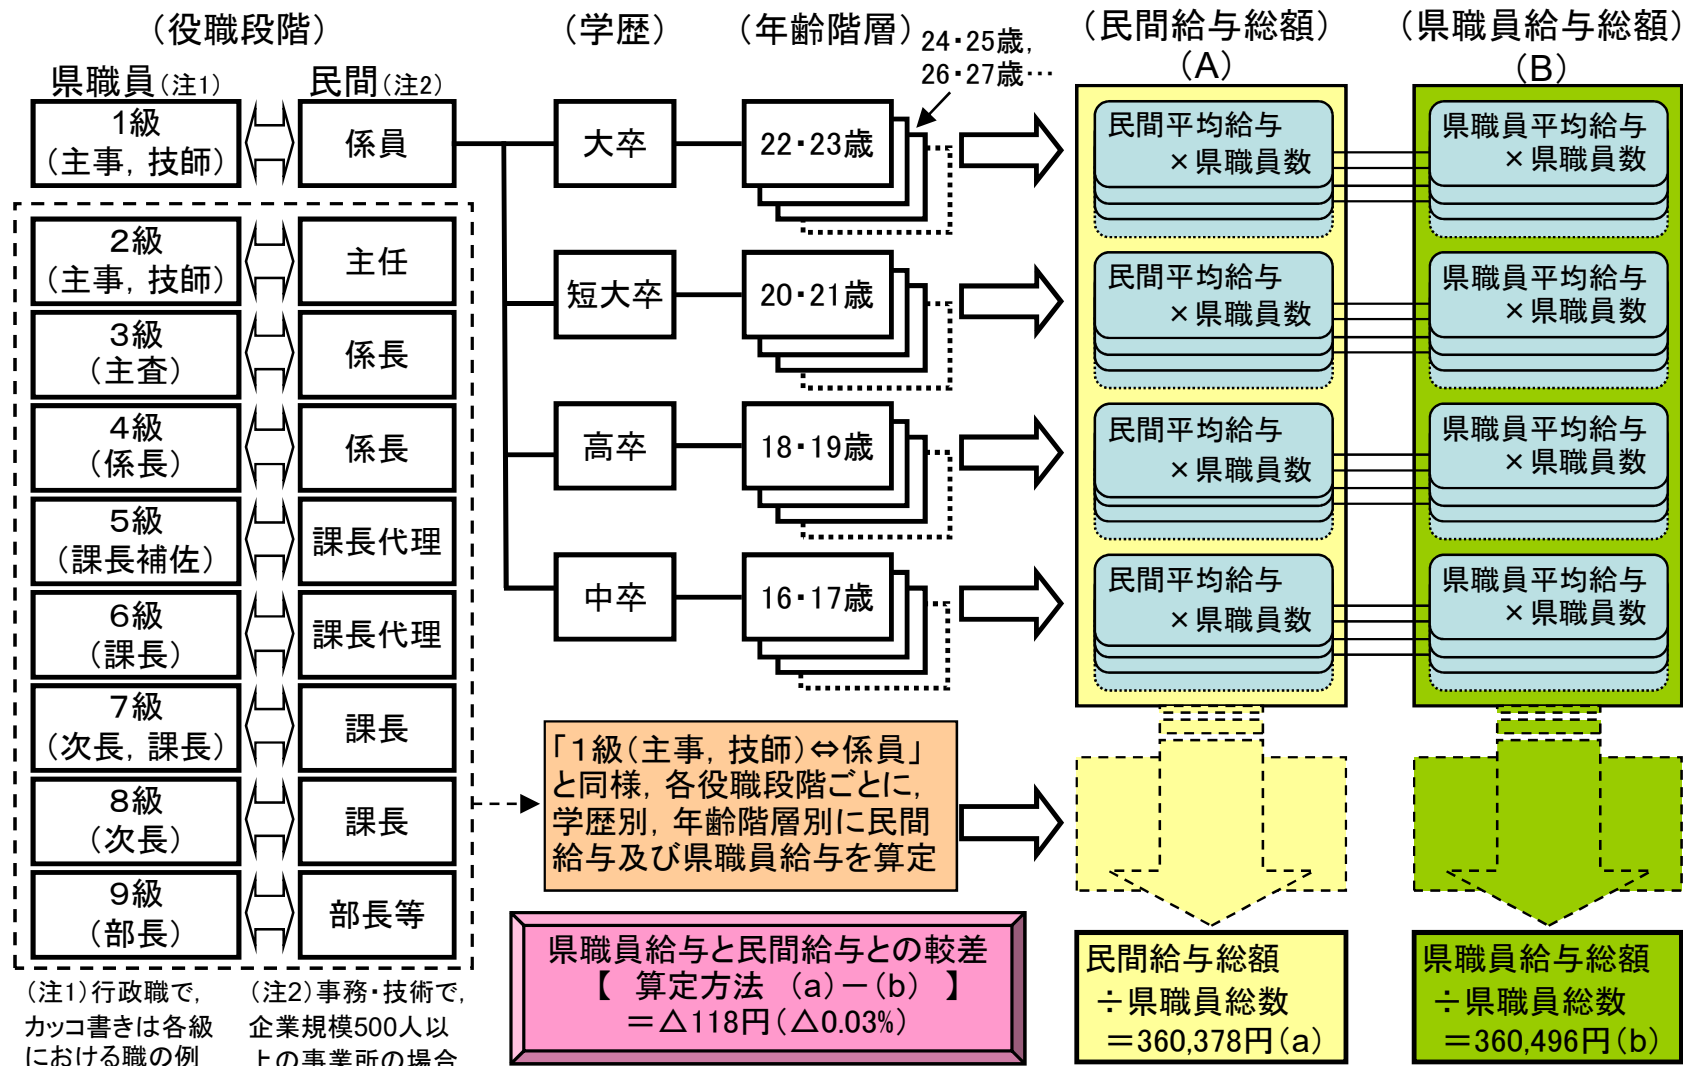 （役職段階）
（学歴）
（年齢階層）
24・25歳，
26・27歳…
（民間給与総額）
（A）
（県職員給与総額）
（B）
県職員（注1）
民間（注2）
1級
（主事，技師）
係員
2級
（主事，技師）
主任
3級
（主査）
係長
4級
（係長）
係長
5級
（課長補佐）
課長代理
6級
（課長）
課長代理
7級
（次長，課長）
課長
8級
（次長）
課長
9級
（部長）
部長等
大卒
22・23歳
短大卒
20・21歳
高卒
18・19歳
中卒
16・17歳
民間平均給与
×県職員数
県職員平均給与
×県職員数
民間平均給与
×県職員数
県職員平均給与
×県職員数
民間平均給与
×県職員数
県職員平均給与
×県職員数
民間平均給与
×県職員数
県職員平均給与
×県職員数
「１級（主事，技師）⇔係員」
と同様，各役職段階ごとに，
学歴別，年齢階層別に民間
給与及び県職員給与を算定
県職員給与と民間給与との較差
【　算定方法　（a）－（b）　】
＝△118円（△0.03%）
民間給与総額
÷県職員総数
＝360,378円（a）
県職員給与総額
÷県職員総数
＝360,496円（b）
（注1）行政職で，
カッコ書きは各級
における職の例
（注2）事務・技術で，
企業規模500人以
上の事業所の場合